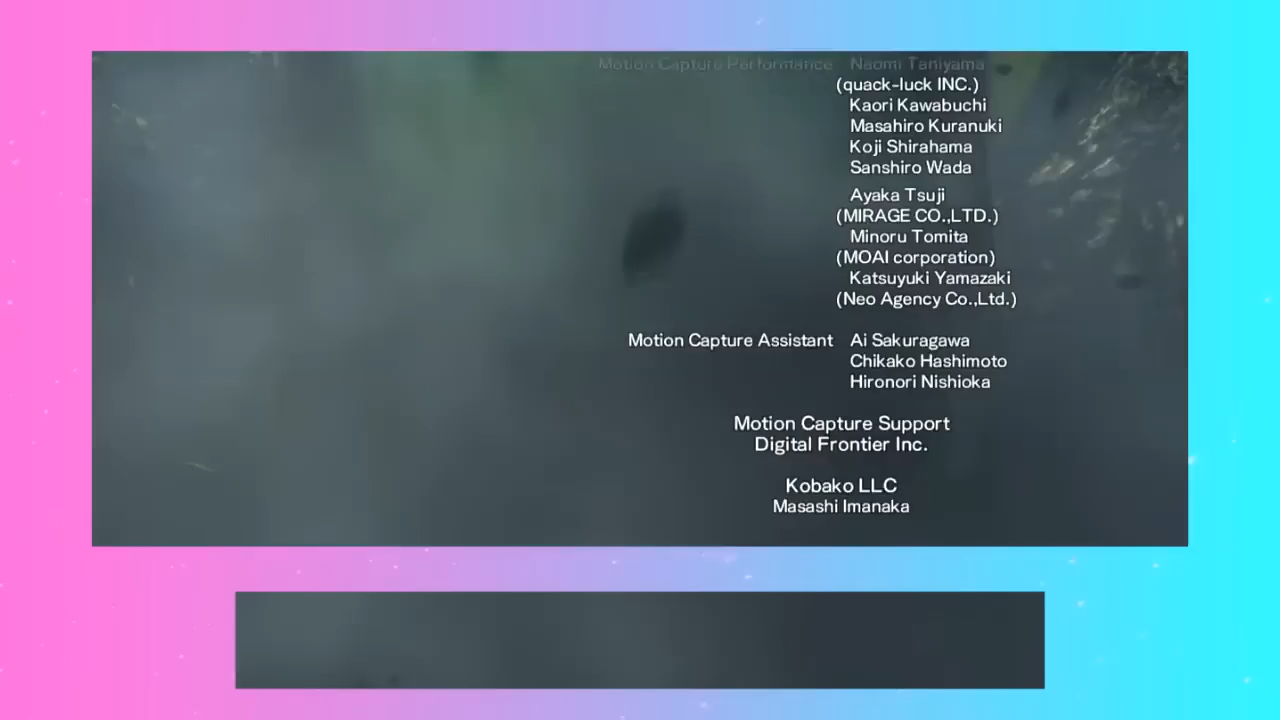 Motion Capture Performance Naomi Taniyama
(quack-luck INC.)
Kaori Kawabuchi
Masahiro Kuranuki
Koji Shirahama
Sanshiro Wada
Ayaka Tsuji
(MIRAGE CO.,LTD.)
Minoru Tomita
(MOAI corporation)
Katsuyuki Yamazaki
(Neo Agency Co.,Ltd.)
Motion Capture Assistant Ai Sakuragawa
Chikako Hashimoto
Hironori Nishioka
Motion Capture Support
Digital Frontier Inc.
Kobako LLC
Masashi Imanaka